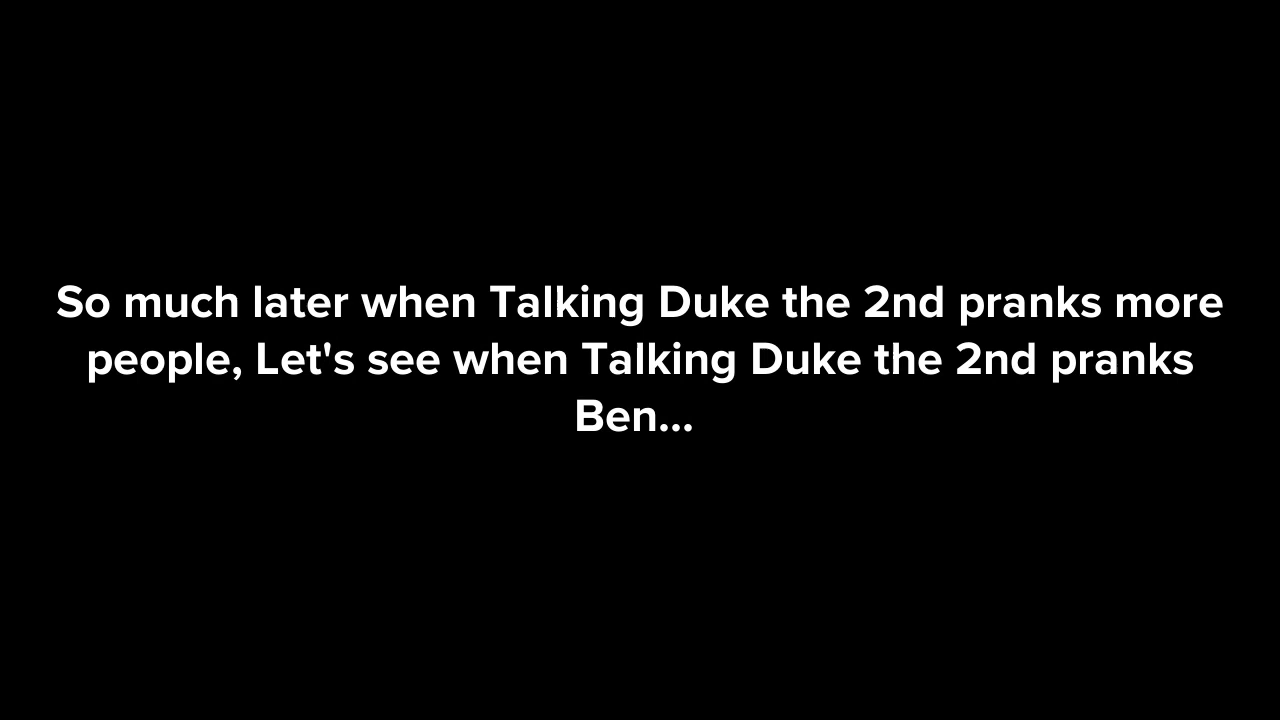 So much later when Talking Duke the 2nd pranks more
people, Let's see when Talking Duke the 2nd pranks
Ben...